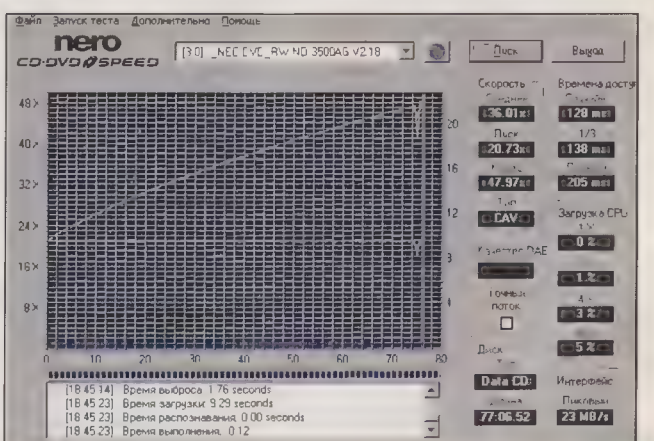 Файл Запуск теста Дополнительно Помощь
nero
CD·DVD SPEED
[3:0] _NEC DVD_RW ND 3500AG V2.18
Пуск
Выход
Скорость
Времена доступа
36.01x
128 ms
1/3
20.73x
138 ms
47.97x
205 ms
CAV
Загрузка CPU
0 %
Качество DAE
1 %
поток
3 %
5 %
Диск
Интерфейс
Data CD
77:06.52
23 MB/s
48x
40x
32x
24x
16x
8x
20
16
12
8
4
0 10 20 30 40 50 60 70 80
[18:45:14] Время выброса: 1.76 seconds
[18:45:23] Время загрузки: 9.29 seconds
[18:45:23] Время распознавания: 0.00 seconds
[18:45:23] Время выполнения: 0:12